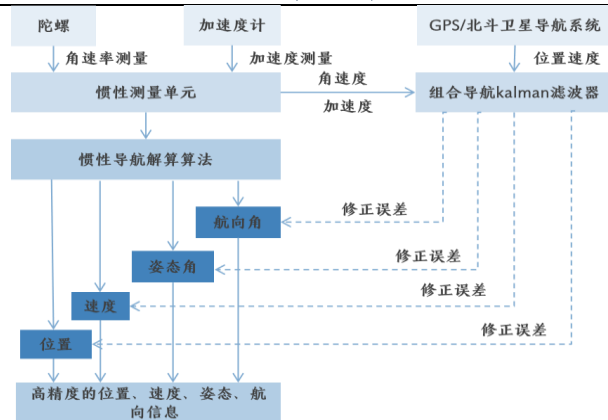 陀螺
加速度计
GPS/北斗卫星导航系统
角速率测量
加速度测量
位置速度
惯性测量单元
角速度
加速度
组合导航kalman滤波器
惯性导航解算算法
航向角
修正误差
姿态角
修正误差
速度
修正误差
位置
修正误差
高精度的位置、速度、姿态、航
向信息